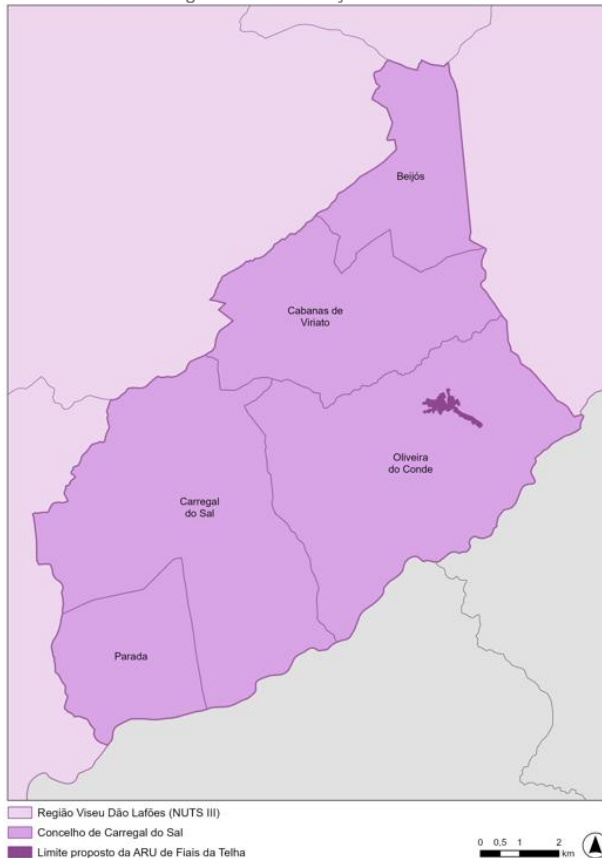 Beijós
Cabanas de
Viriato
Oliveira
do Conde
Carregal
do Sal
Parada
Região Viseu Dão Lafões (NUTS III)
Concelho de Carregal do Sal
Limite proposto da ARU de Fiais da Telha
0 0,5 1 2
km